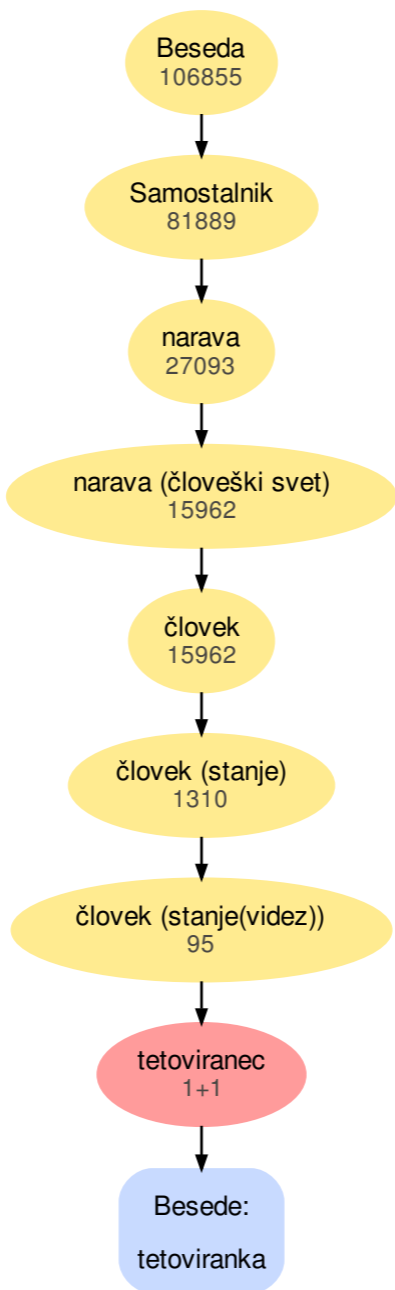 Beseda
106855
Samostalnik
81889
narava
27093
narava (človeški svet)
15962
človek
15962
človek (stanje)
1310
človek (stanje(videz))
95
tetoviranec
1+1
Besede:
tetoviranka